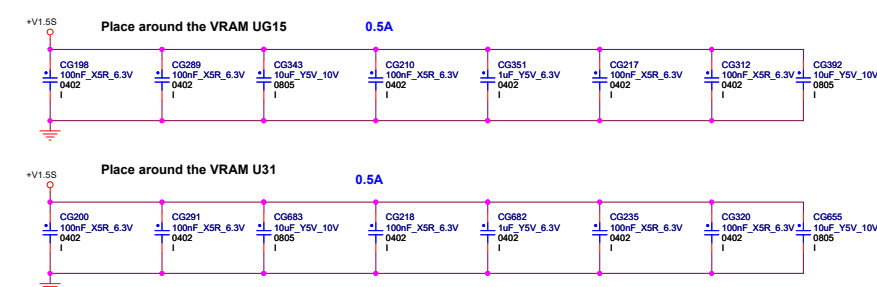 +V1.5S
Place around the VRAM UG15
0.5A
CG198
100nF_X5R_6.3V
0402
I
CG289
100nF_X5R_6.3V
0402
I
CG343
10uF_Y5V_10V
0805
I
CG210
100nF_X5R_6.3V
0402
I
CG351
1uF_Y5V_6.3V
0402
I
CG217
100nF_X5R_6.3V
0402
I
CG312
100nF_X5R_6.3V
0402
I
CG392
10uF_Y5V_10V
0805
I
+V1.5S
Place around the VRAM U31
0.5A
CG200
100nF_X5R_6.3V
0402
I
CG291
100nF_X5R_6.3V
0402
I
CG683
10uF_Y5V_10V
0805
I
CG218
100nF_X5R_6.3V
0402
I
CG682
1uF_Y5V_6.3V
0402
I
CG235
100nF_X5R_6.3V
0402
I
CG320
100nF_X5R_6.3V
0402
I
CG655
10uF_Y5V_10V
0805
I